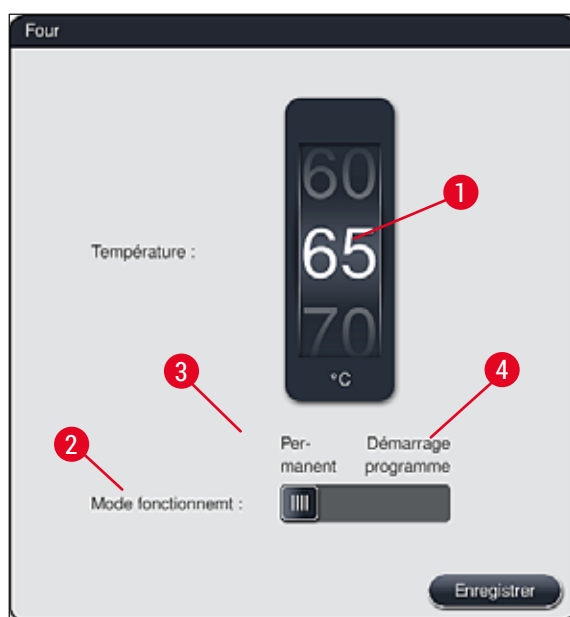 Four
60
1
65
Température :
70
°C
3
4
Per-
manent
Démarrage
programme
2
Mode fonctionnemt :
Enregistrer